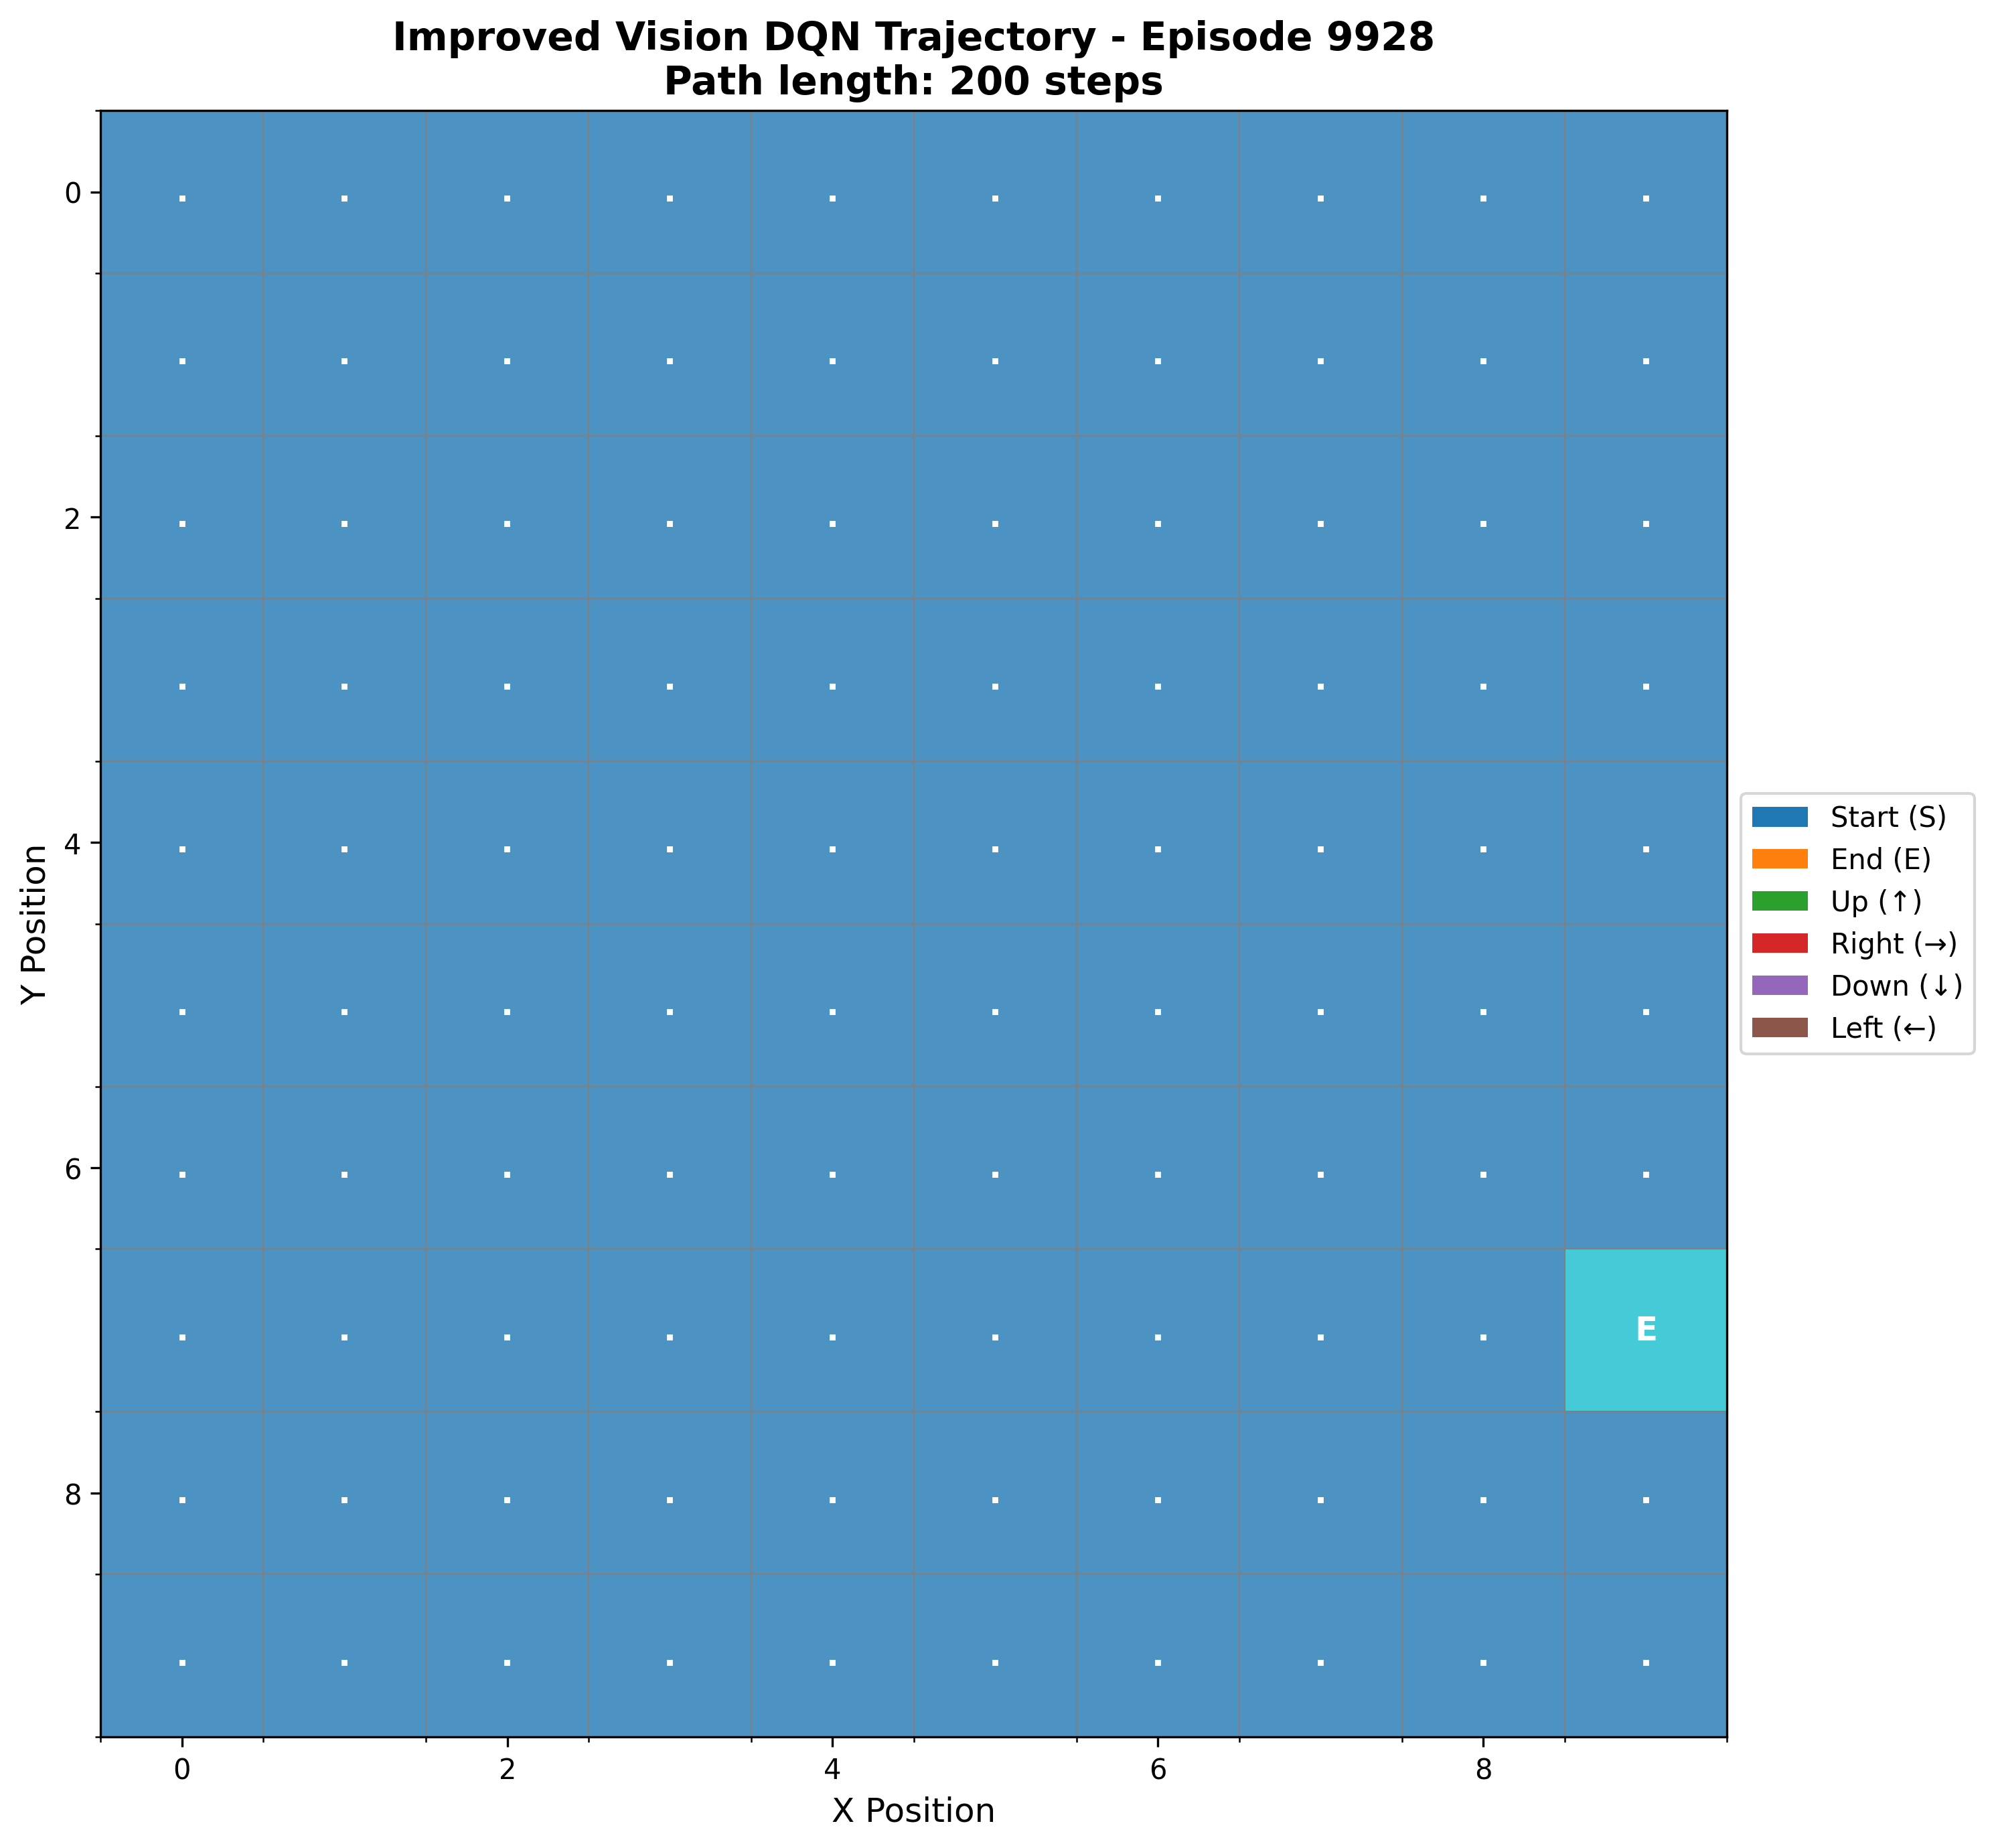 Improved Vision DQN Trajectory - Episode 9928
Path length: 200 steps
0
2
4
6
8
Y Position
E
0
2
4
6
8
X Position
Start (S)
End (E)
Up (↑)
Right (→)
Down (↓)
Left (←)